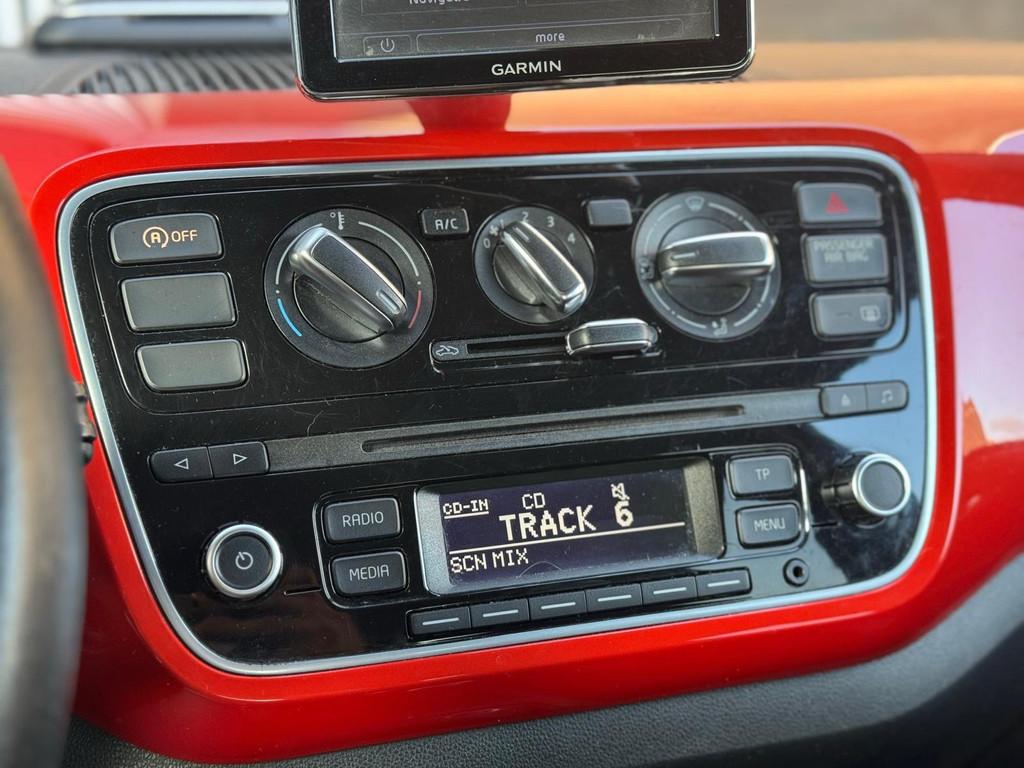 more
GARMIN
A OFF
A/C
0 2 3 4
PASSENGER
AIR BAG
RADIO
MEDIA
CD-IN CD
TRACK 6
SCN MIX
TP
MENU